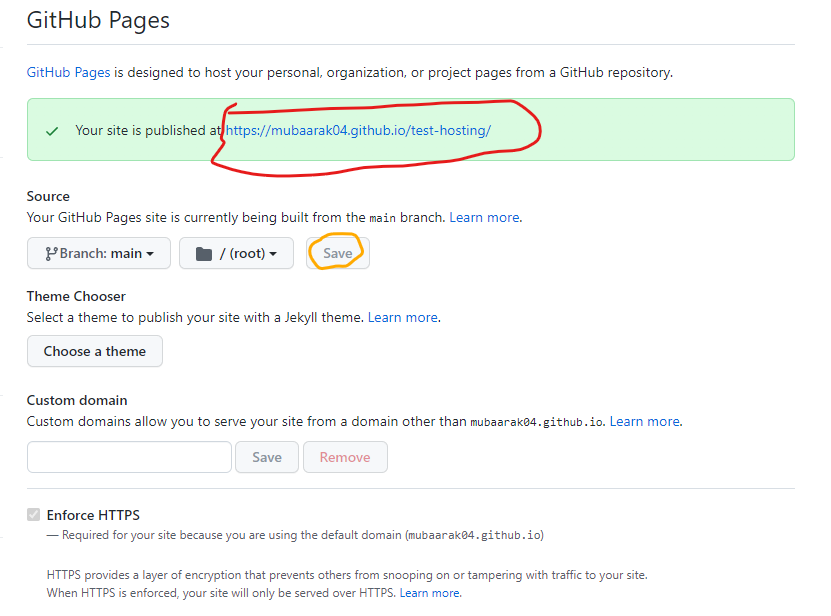 GitHub Pages
GitHub Pages is designed to host your personal, organization, or project pages from a GitHub repository.
Your site is published at https://mubaarak04.github.io/test-hosting/
Source
Your GitHub Pages site is currently being built from the main branch. Learn more.
Branch: main / (root) Save
Theme Chooser
Select a theme to publish your site with a Jekyll theme. Learn more.
Choose a theme
Custom domain
Custom domains allow you to serve your site from a domain other than mubaarak04.github.io. Learn more.
Save Remove
Enforce HTTPS
— Required for your site because you are using the default domain (mubaarak04.github.io)
HTTPS provides a layer of encryption that prevents others from snooping on or tampering with traffic to your site.
When HTTPS is enforced, your site will only be served over HTTPS. Learn more.